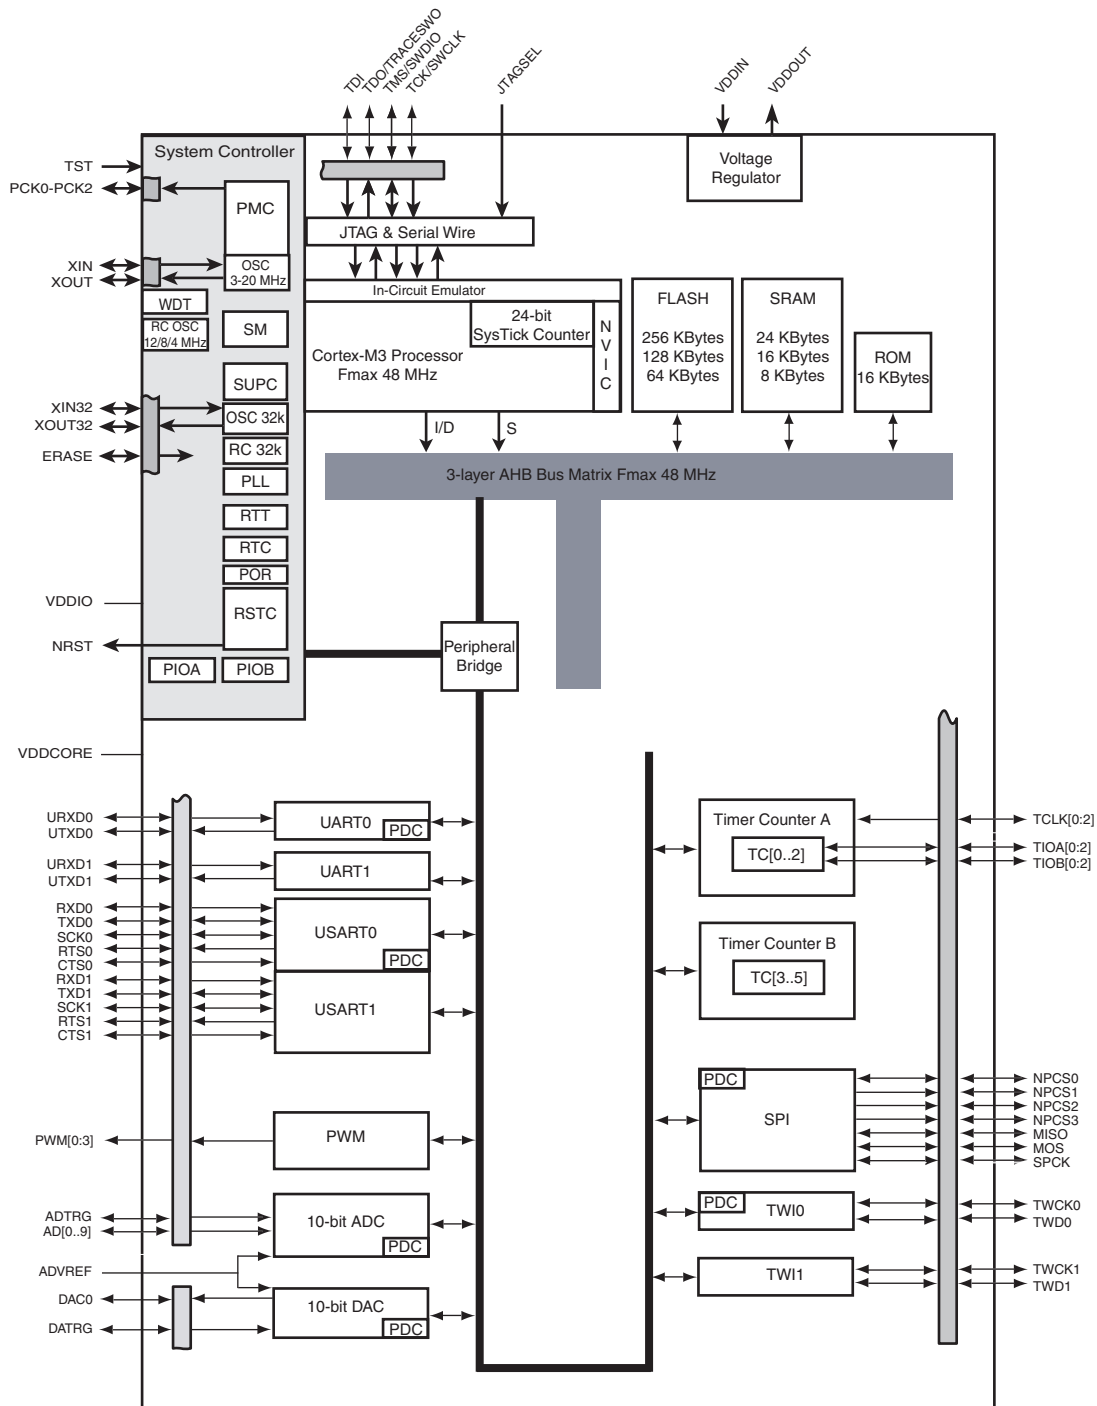 TDI
TDO/TRACESWO
TMS/SWDIO
TCK/SWCLK
JTAGSEL
VDDIN
VDDOUT
System Controller
TST
PCK0-PCK2
PMC
Voltage
Regulator
JTAG & Serial Wire
XIN
XOUT
OSC
3-20 MHz
In-Circuit Emulator
WDT
RC OSC
12/8/4 MHz
SM
24-bit
SysTick Counter
N
V
I
C
Cortex-M3 Processor
Fmax 48 MHz
FLASH
256 KBytes
128 KBytes
64 KBytes
SRAM
24 KBytes
16 KBytes
8 KBytes
ROM
16 KBytes
SUPC
XIN32
XOUT32
OSC 32k
I/D
S
ERASE
RC 32k
PLL
3-layer AHB Bus Matrix Fmax 48 MHz
RTT
RTC
POR
VDDIO
RSTC
NRST
Peripheral
Bridge
PIOA
PIOB
VDDCORE
URXD0
UTXD0
UART0
PDC
URXD1
UTXD1
UART1
RXD0
TXD0
SCK0
RTS0
CTS0
USART0
PDC
RXD1
TXD1
SCK1
RTS1
CTS1
USART1
PWM[0:3]
PWM
ADTRG
AD[0..9]
10-bit ADC
PDC
ADVREF
DAC0
DATRG
10-bit DAC
PDC
Timer Counter A
TC[0..2]
TCLK[0:2]
TIOA[0:2]
TIOB[0:2]
Timer Counter B
TC[3..5]
PDC
SPI
NPCS0
NPCS1
NPCS2
NPCS3
MISO
MOS
SPCK
PDC
TWI0
TWCK0
TWD0
TWI1
TWCK1
TWD1